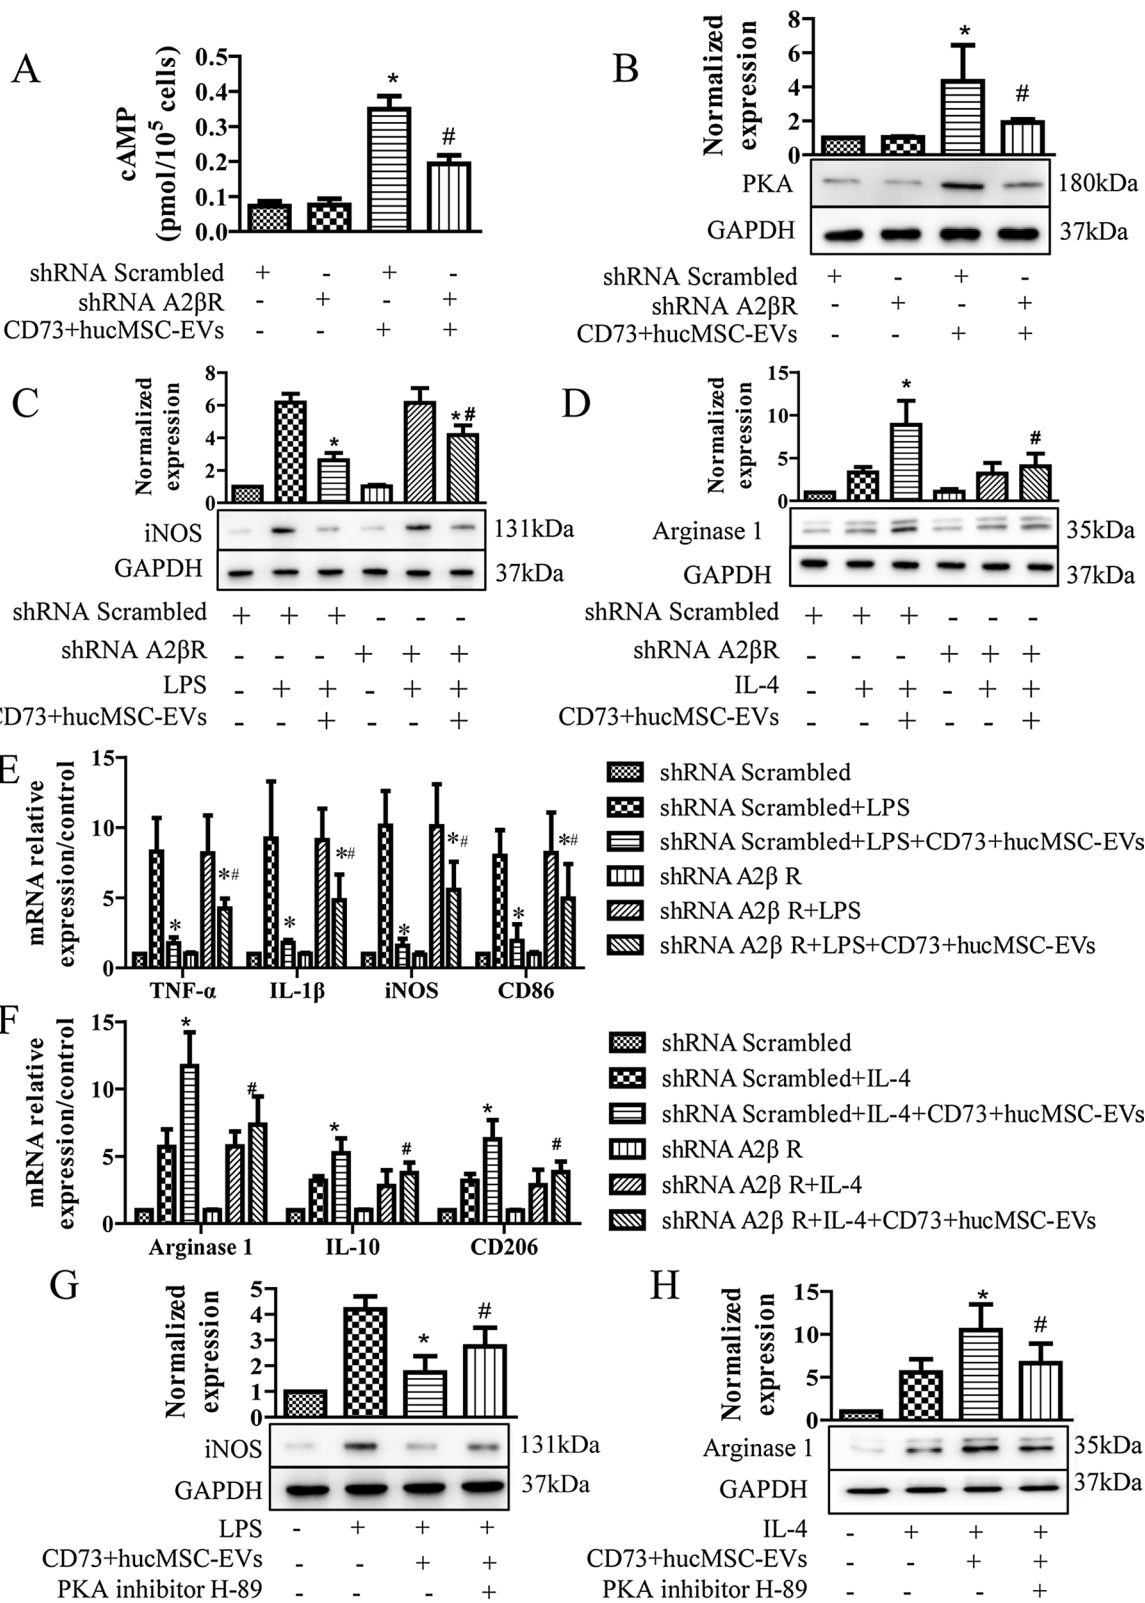 A
cAMP
(pmol/10⁵ cells)
0.5
0.4
0.3
0.2
0.1
0.0
*
#
shRNA Scrambled + - + -
shRNA A2βR - + - +
CD73+hucMSC-EVs - - + +
B
Normalized
expression
8
6
4
2
0
*
#
PKA 180kDa
GAPDH 37kDa
shRNA Scrambled + - + -
shRNA A2βR - + - +
CD73+hucMSC-EVs - - + +
C
Normalized
expression
8
6
4
2
0
*
*#
iNOS 131kDa
GAPDH 37kDa
shRNA Scrambled + + + - - -
shRNA A2βR - - - + + +
LPS - + + - + +
CD73+hucMSC-EVs - - + - - +
D
Normalized
expression
15
10
5
0
*
#
Arginase 1 35kDa
GAPDH 37kDa
shRNA Scrambled + + + - - -
shRNA A2βR - - - + + +
IL-4 - + + - + +
CD73+hucMSC-EVs - - + - - +
E
mRNA relative
expression/control
15
10
5
0
* *# * *# * *# * *#
TNF-α IL-1β iNOS CD86
shRNA Scrambled
shRNA Scrambled+LPS
shRNA Scrambled+LPS+CD73+hucMSC-EVs
shRNA A2β R
shRNA A2β R+LPS
shRNA A2β R+LPS+CD73+hucMSC-EVs
F
mRNA relative
expression/control
15
10
5
0
* # * # * #
Arginase 1 IL-10 CD206
shRNA Scrambled
shRNA Scrambled+IL-4
shRNA Scrambled+IL-4+CD73+hucMSC-EVs
shRNA A2β R
shRNA A2β R+IL-4
shRNA A2β R+IL-4+CD73+hucMSC-EVs
G
Normalized
expression
5
4
3
2
1
0
*
#
iNOS 131kDa
GAPDH 37kDa
LPS - + + +
CD73+hucMSC-EVs - - + +
PKA inhibitor H-89 - - - +
H
Normalized
expression
15
10
5
0
*
#
Arginase 1 35kDa
GAPDH 37kDa
IL-4 - + + +
CD73+hucMSC-EVs - - + +
PKA inhibitor H-89 - - - +